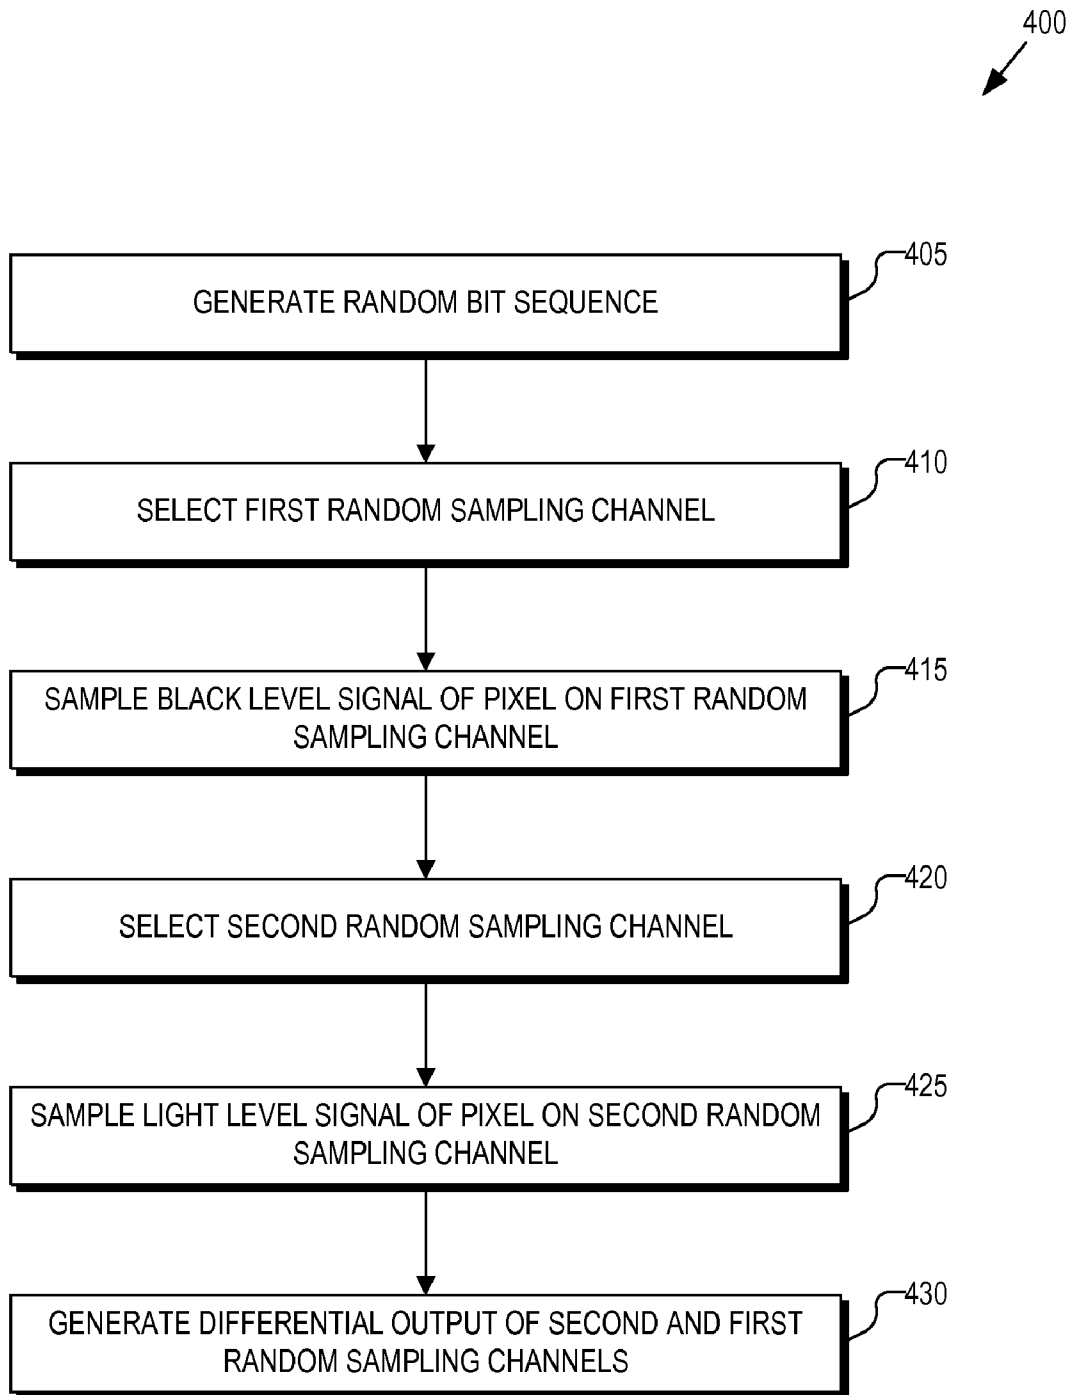 400
GENERATE RANDOM BIT SEQUENCE
405
SELECT FIRST RANDOM SAMPLING CHANNEL
410
SAMPLE BLACK LEVEL SIGNAL OF PIXEL ON FIRST RANDOM
SAMPLING CHANNEL
415
SELECT SECOND RANDOM SAMPLING CHANNEL
420
SAMPLE LIGHT LEVEL SIGNAL OF PIXEL ON SECOND RANDOM
SAMPLING CHANNEL
425
GENERATE DIFFERENTIAL OUTPUT OF SECOND AND FIRST
RANDOM SAMPLING CHANNELS
430